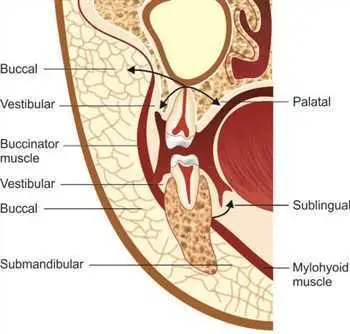 Buccal
Vestibular
Palatal
Buccinator
muscle
Vestibular
Buccal
Sublingual
Submandibular
Mylohyoid
muscle